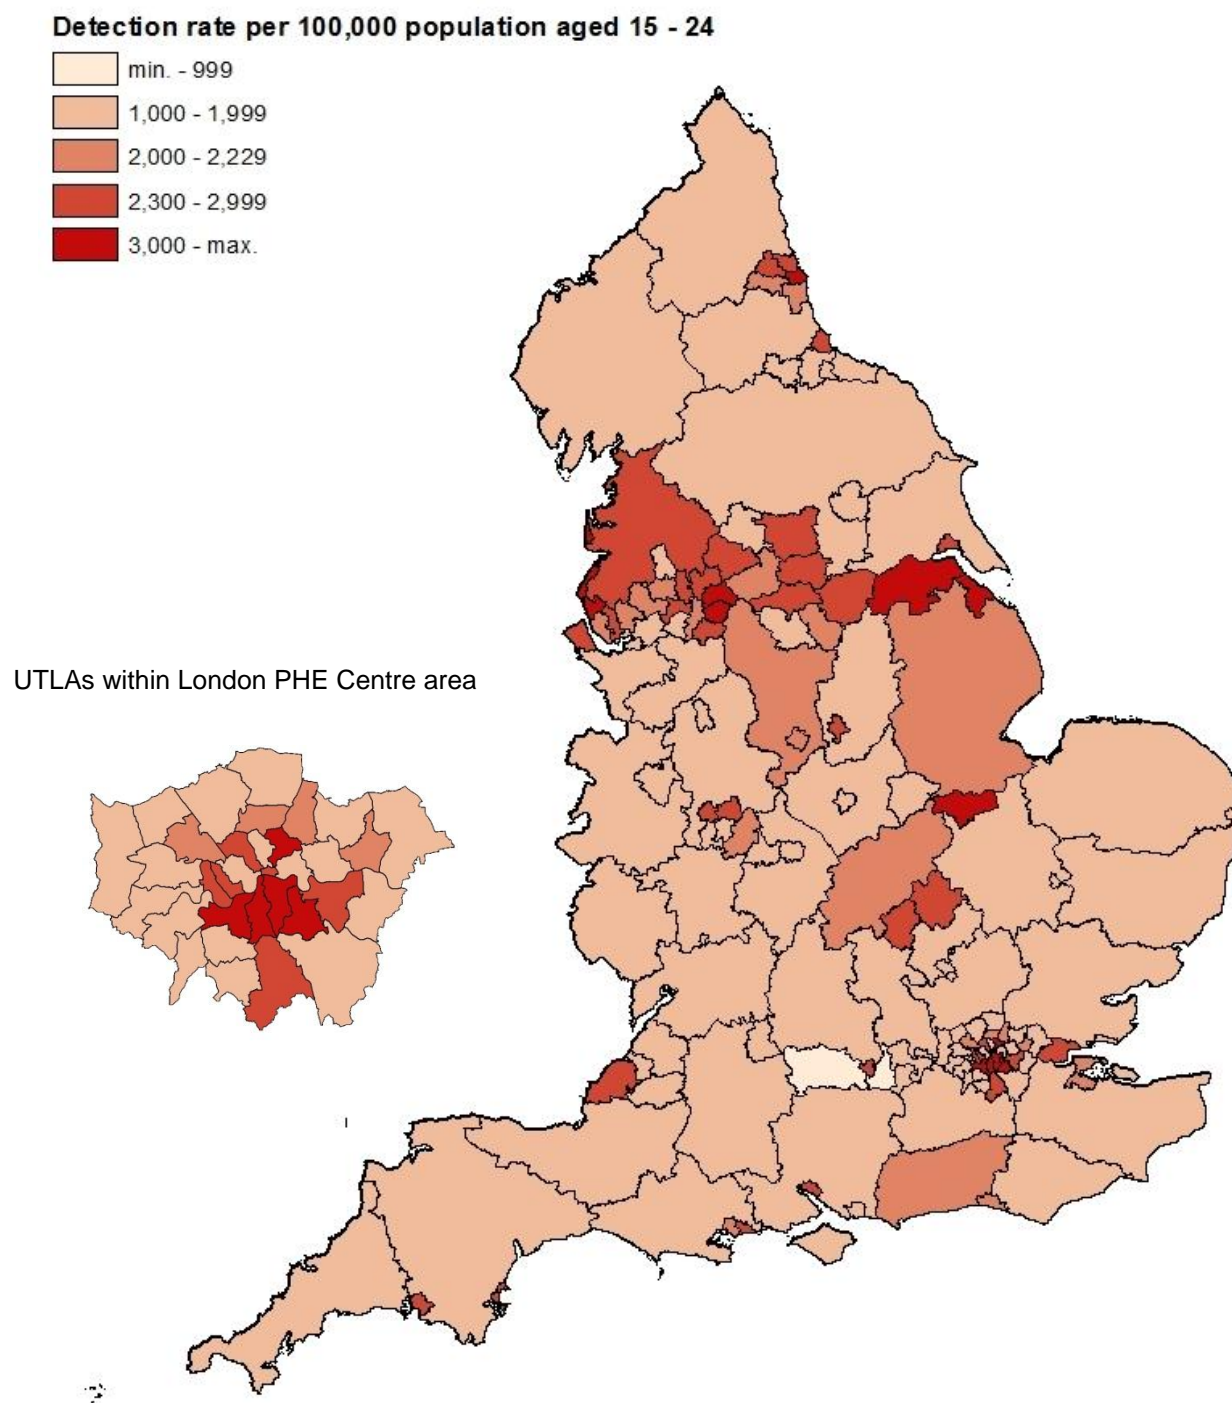 Detection rate per 100,000 population aged 15 - 24
min. - 999
1,000 - 1,999
2,000 - 2,229
2,300 - 2,999
3,000 - max.
UTLAs within London PHE Centre area